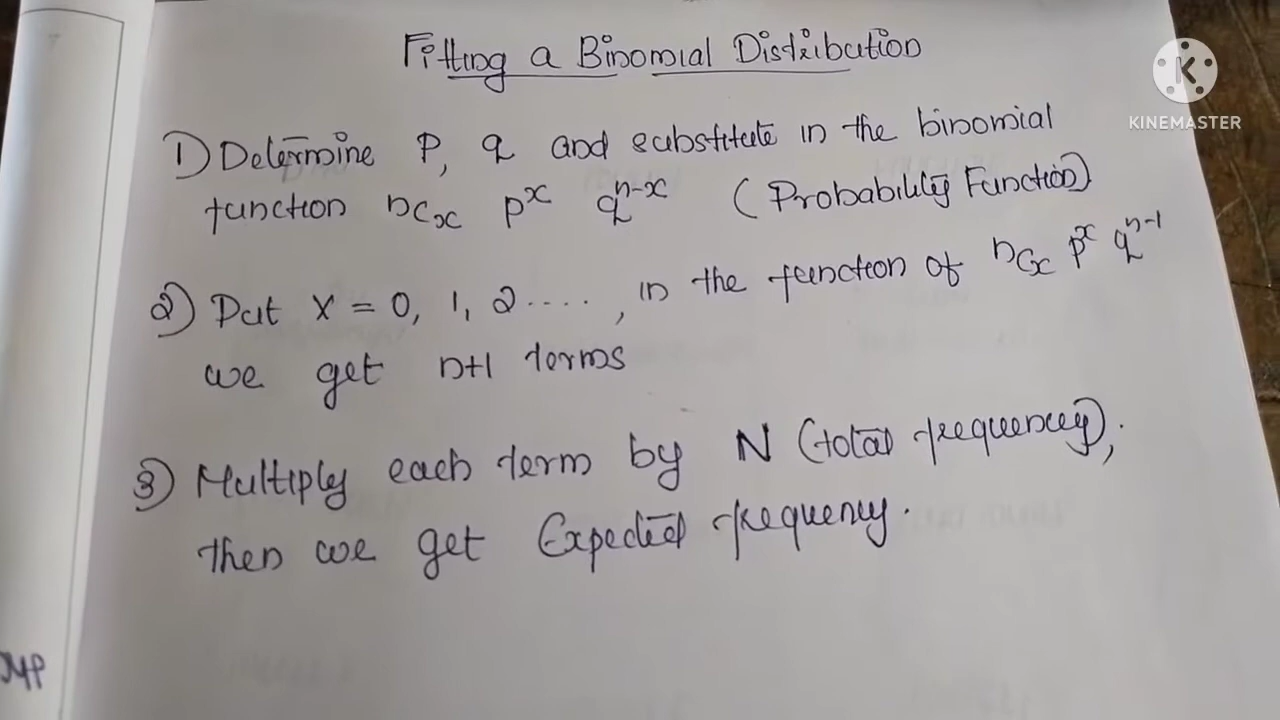 Fitting a Binomial Distribution
KINEMASTER
1) Determine P, q and substitute in the binomial
function nCx p^x q^n-x (Probability Function)
2) Put x = 0, 1, 2 ...., in the function of nCx p^x q^n-1
we get n+1 terms
3) Multiply each term by N (total frequency),
then we get Expected frequency.